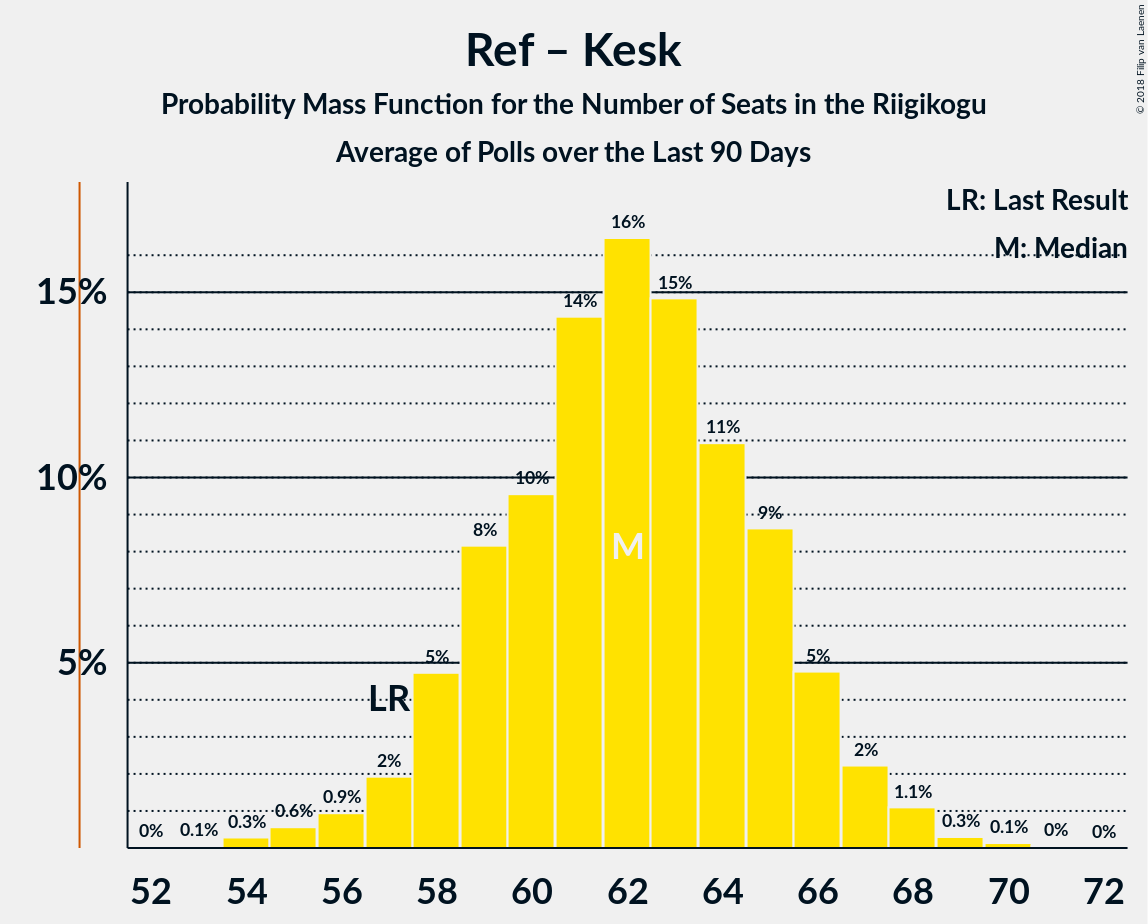 Ref – Kesk
Probability Mass Function for the Number of Seats in the Riigikogu
Average of Polls over the Last 90 Days
© 2018 Filip van Laenen
LR: Last Result
M: Median
15%
10%
5%
0%
0.1%
0.3%
0.6%
0.9%
2%
LR
5%
8%
10%
14%
16%
M
15%
11%
9%
5%
2%
1.1%
0.3%
0.1%
0%
0%
52 54 56 58 60 62 64 66 68 70 72